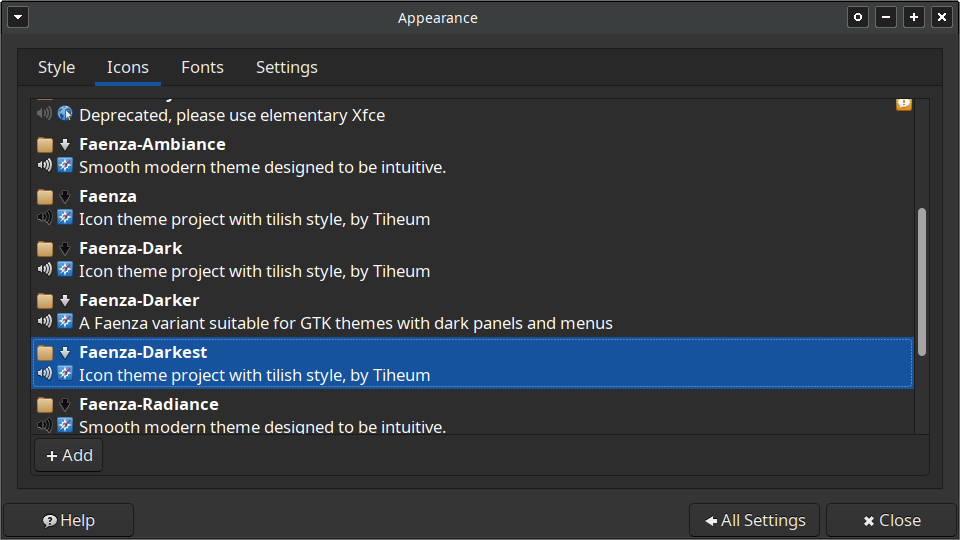 Appearance
Style Icons Fonts Settings
Deprecated, please use elementary Xfce
Faenza-Ambiance
Smooth modern theme designed to be intuitive.
Faenza
Icon theme project with tilish style, by Tiheum
Faenza-Dark
Icon theme project with tilish style, by Tiheum
Faenza-Darker
A Faenza variant suitable for GTK themes with dark panels and menus
Faenza-Darkest
Icon theme project with tilish style, by Tiheum
Faenza-Radiance
Smooth modern theme designed to be intuitive.
Add
Help All Settings Close